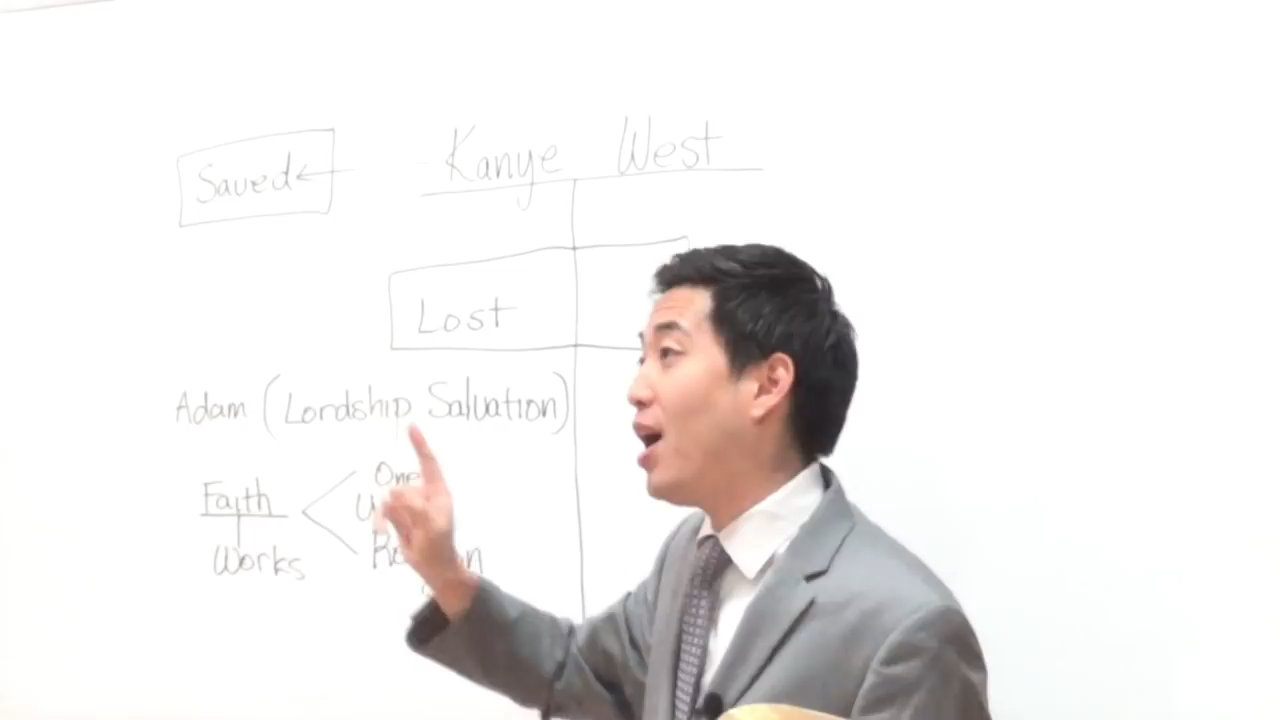 Kanye West
Saved
Lost
Adam (Lordship Salvation)
Faith
One
Works